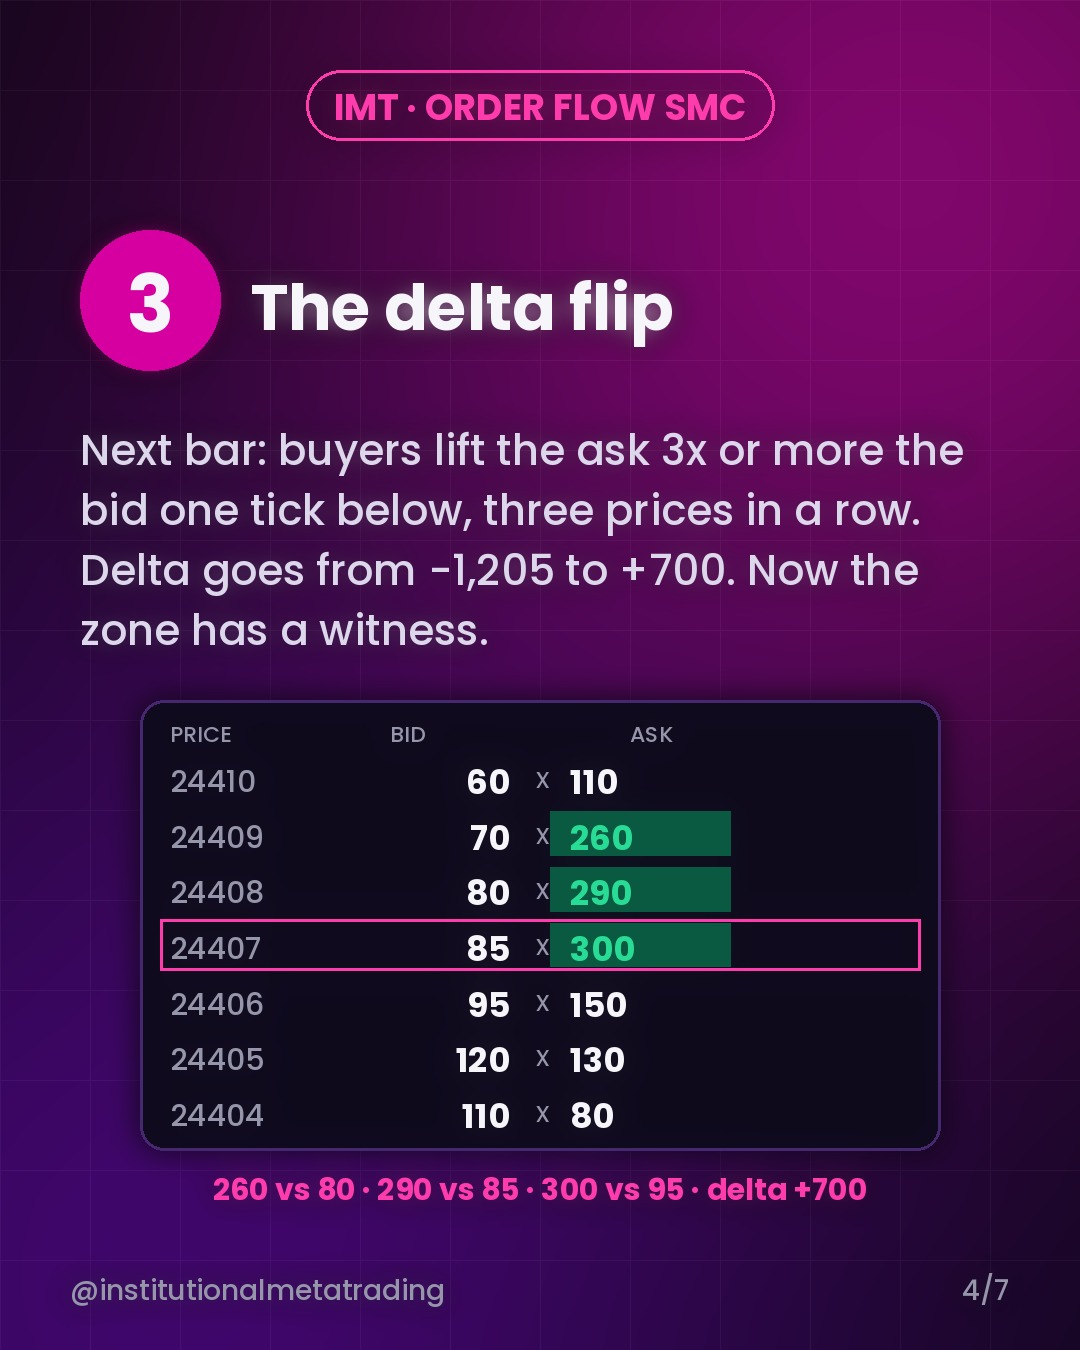 IMT · ORDER FLOW SMC
3
The delta flip
Next bar: buyers lift the ask 3x or more the
bid one tick below, three prices in a row.
Delta goes from −1,205 to +700. Now the
zone has a witness.
PRICE BID ASK
24410 60 x 110
24409 70 x 260
24408 80 x 290
24407 85 x 300
24406 95 x 150
24405 120 x 130
24404 110 x 80
260 vs 80 · 290 vs 85 · 300 vs 95 · delta +700
@institutionalmetatrading 4/7